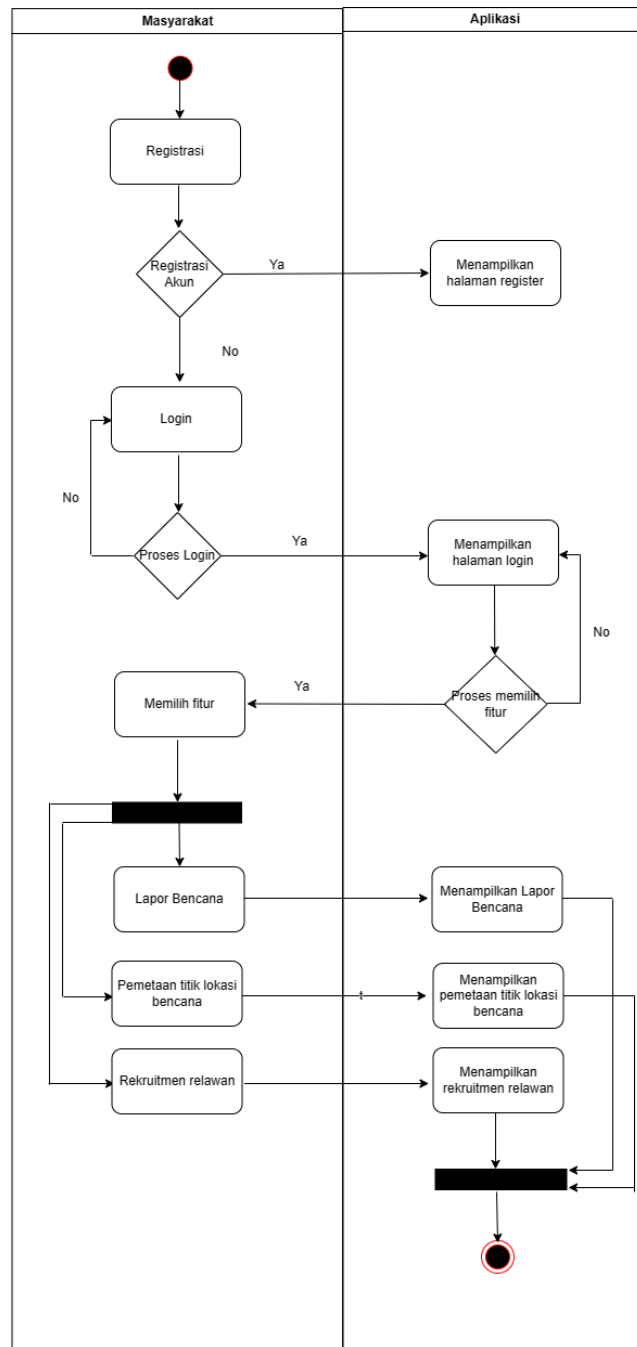 Masyarakat
Aplikasi
Registrasi
Registrasi
Akun
Ya
Menampilkan
halaman register
No
Login
No
Proses Login
Ya
Menampilkan
halaman login
No
Memilih fitur
Ya
Proses memilih
fitur
Lapor Bencana
Menampilkan Lapor
Bencana
Pemetaan titik lokasi
bencana
t
Menampilkan
pemetaan titik lokasi
bencana
Rekruitmen relawan
Menampilkan
rekruitmen relawan